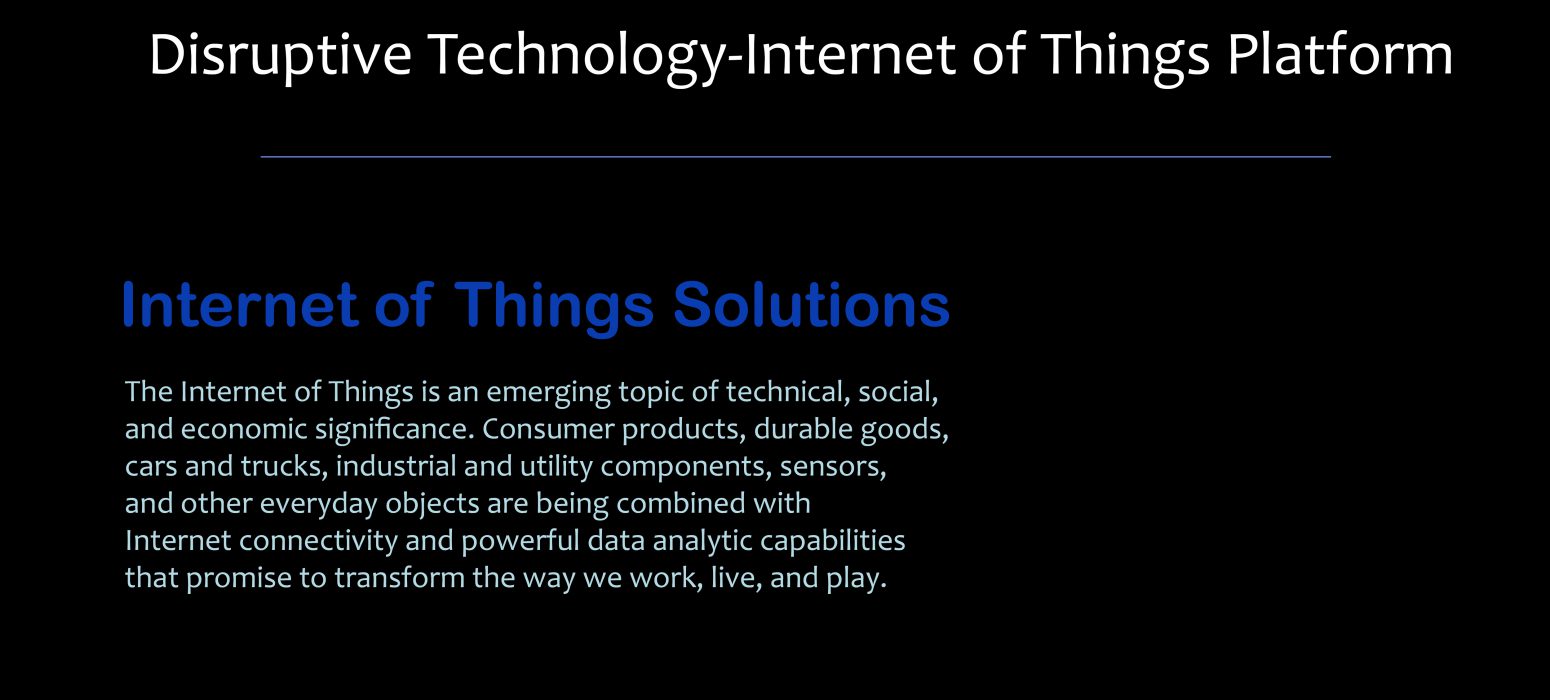 Disruptive Technology-Internet of Things Platform
Internet of Things Solutions
The Internet of Things is an emerging topic of technical, social,
and economic significance. Consumer products, durable goods,
cars and trucks, industrial and utility components, sensors,
and other everyday objects are being combined with
Internet connectivity and powerful data analytic capabilities
that promise to transform the way we work, live, and play.